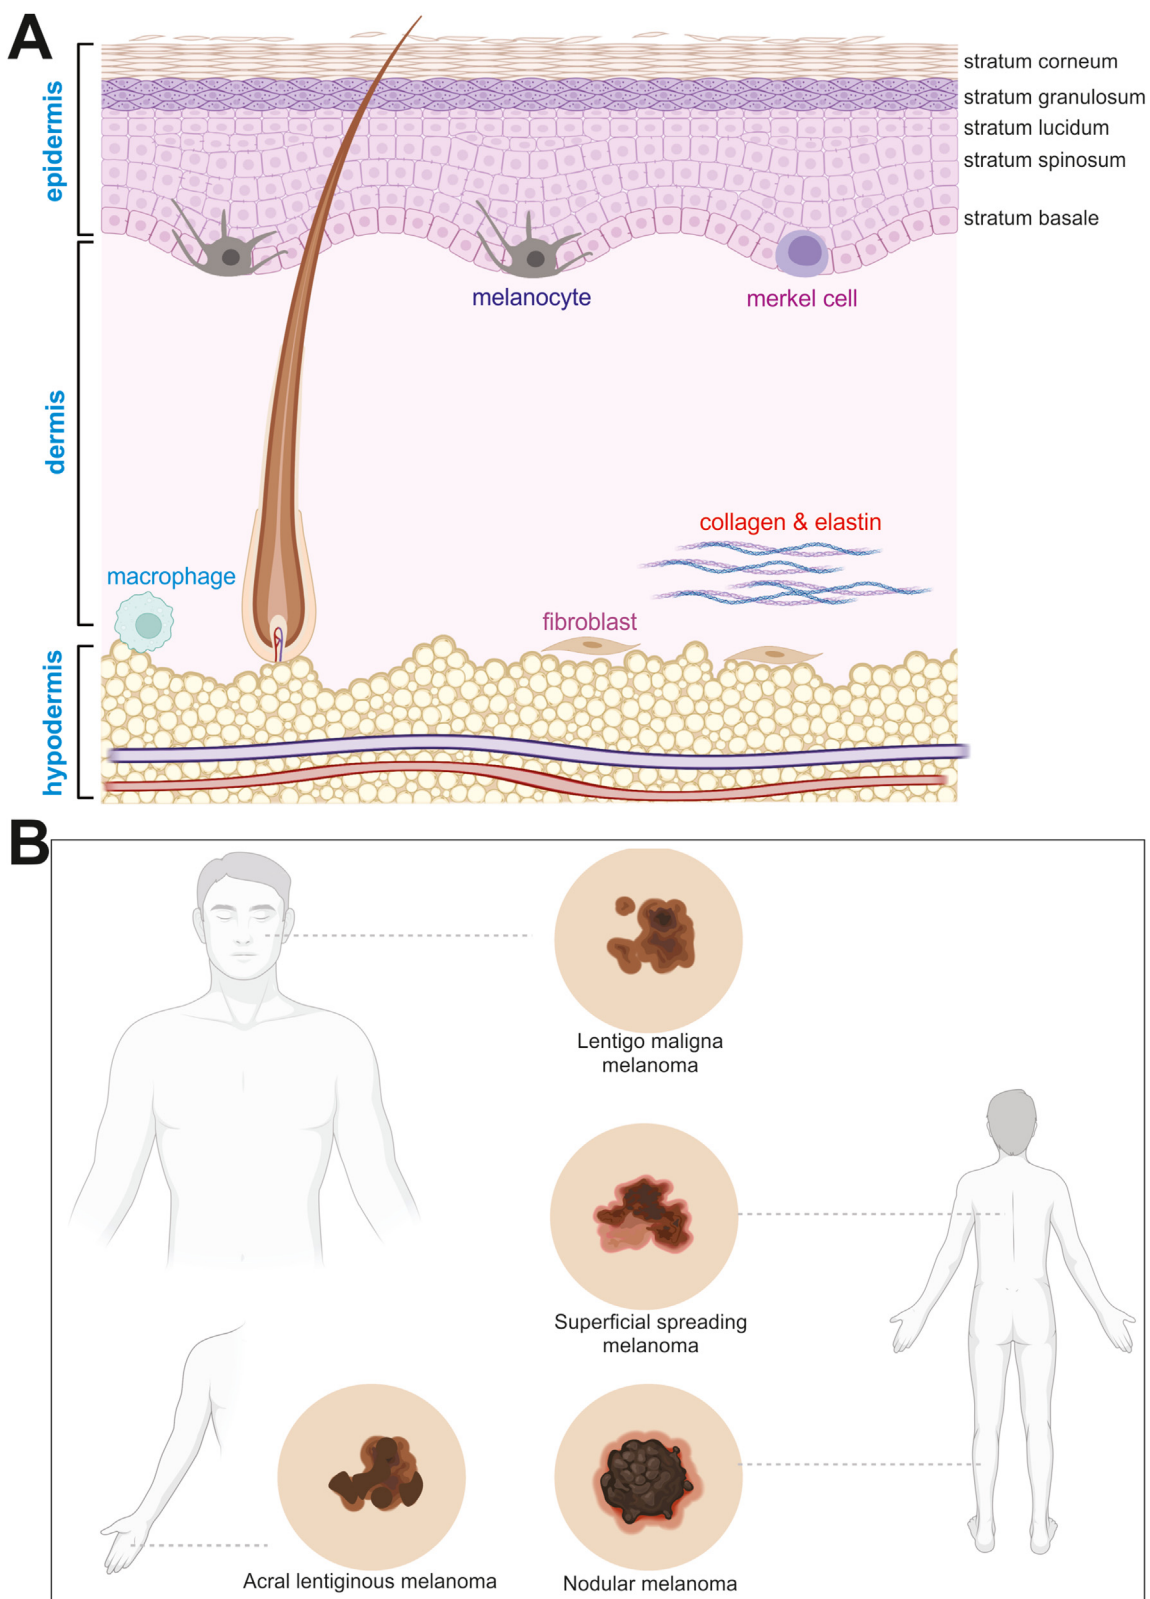 A
epidermis
stratum corneum
stratum granulosum
stratum lucidum
stratum spinosum
stratum basale
melanocyte
merkel cell
dermis
collagen & elastin
macrophage
fibroblast
hypodermis
B
Lentigo maligna
melanoma
Superficial spreading
melanoma
Acral lentiginous melanoma
Nodular melanoma